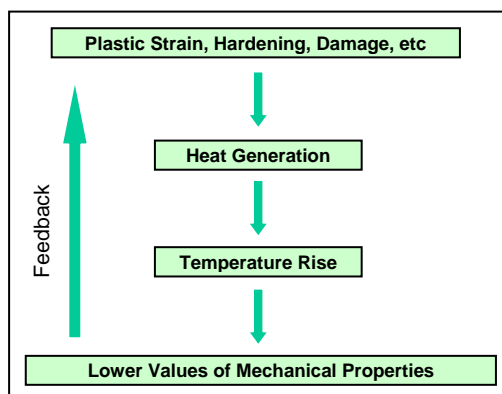 Plastic Strain, Hardening, Damage, etc
Heat Generation
Feedback
Temperature Rise
Lower Values of Mechanical Properties